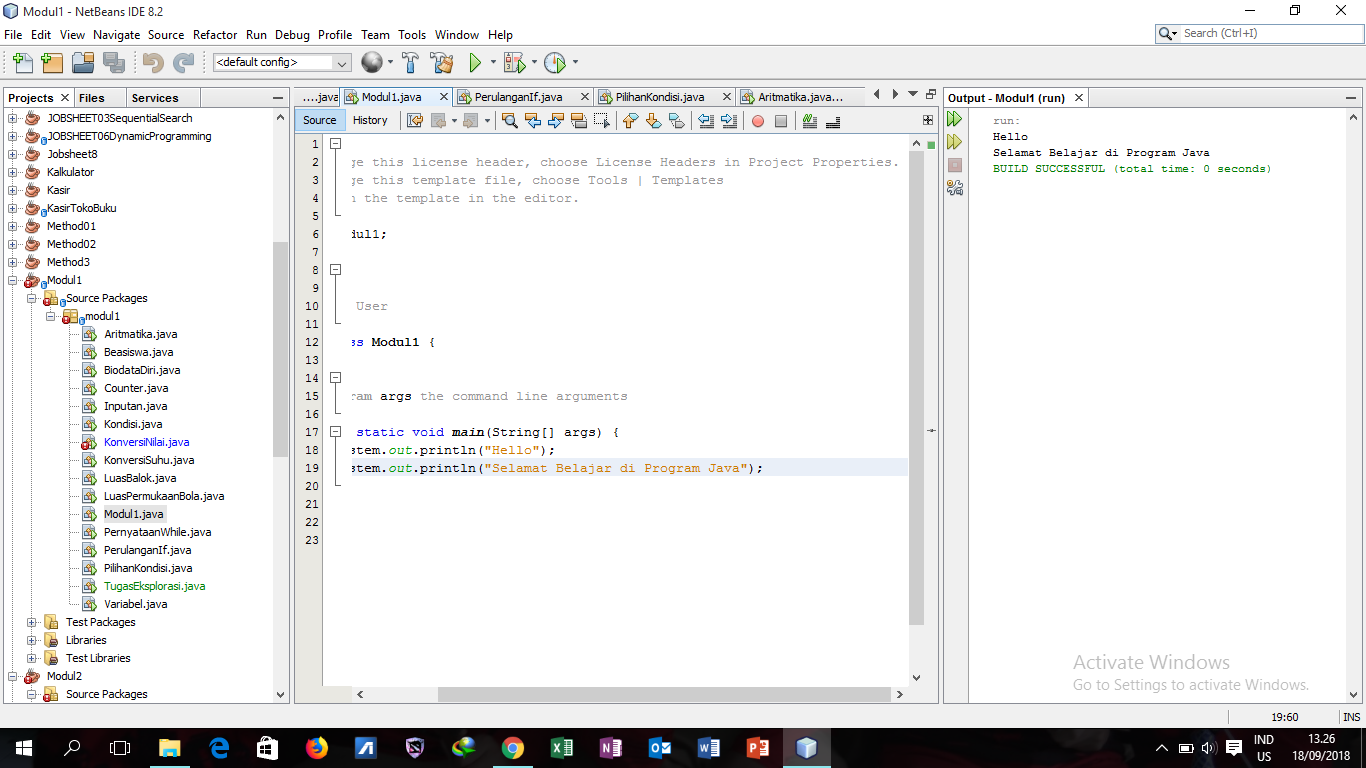 Modul1 - NetBeans IDE 8.2
File Edit View Navigate Source Refactor Run Debug Profile Team Tools Window Help
Search (Ctrl+I)
<default config>
Projects Files Services
JOBSHEET03SequentialSearch
JOBSHEET06DynamicProgramming
Jobsheet8
Kalkulator
Kasir
KasirTokoBuku
Method01
Method02
Method3
Modul1
Source Packages
modul1
Aritmatika.java
Beasiswa.java
BiodataDiri.java
Counter.java
Inputan.java
Kondisi.java
KonversiNilai.java
KonversiSuhu.java
LuasBalok.java
LuasPermukaanBola.java
Modul1.java
PernyataanWhile.java
PerulanganIf.java
PilihanKondisi.java
TugasEksplorasi.java
Variabel.java
Test Packages
Libraries
Test Libraries
Modul2
Source Packages
....java Modul1.java PerulanganIf.java PilihanKondisi.java Aritmatika.java...
Source History
1
2 ge this license header, choose License Headers in Project Properties.
3 ge this template file, choose Tools | Templates
4 n the template in the editor.
5
6 dul1;
7
8
9
10 User
11
12 ss Modul1 {
13
14
15 ram args the command line arguments
16
17 static void main(String[] args) {
18 stem.out.println("Hello");
19 stem.out.println("Selamat Belajar di Program Java");
20
21
22
23
Output - Modul1 (run)
run:
Hello
Selamat Belajar di Program Java
BUILD SUCCESSFUL (total time: 0 seconds)
Activate Windows
Go to Settings to activate Windows.
19:60 INS
IND
US
13.26
18/09/2018